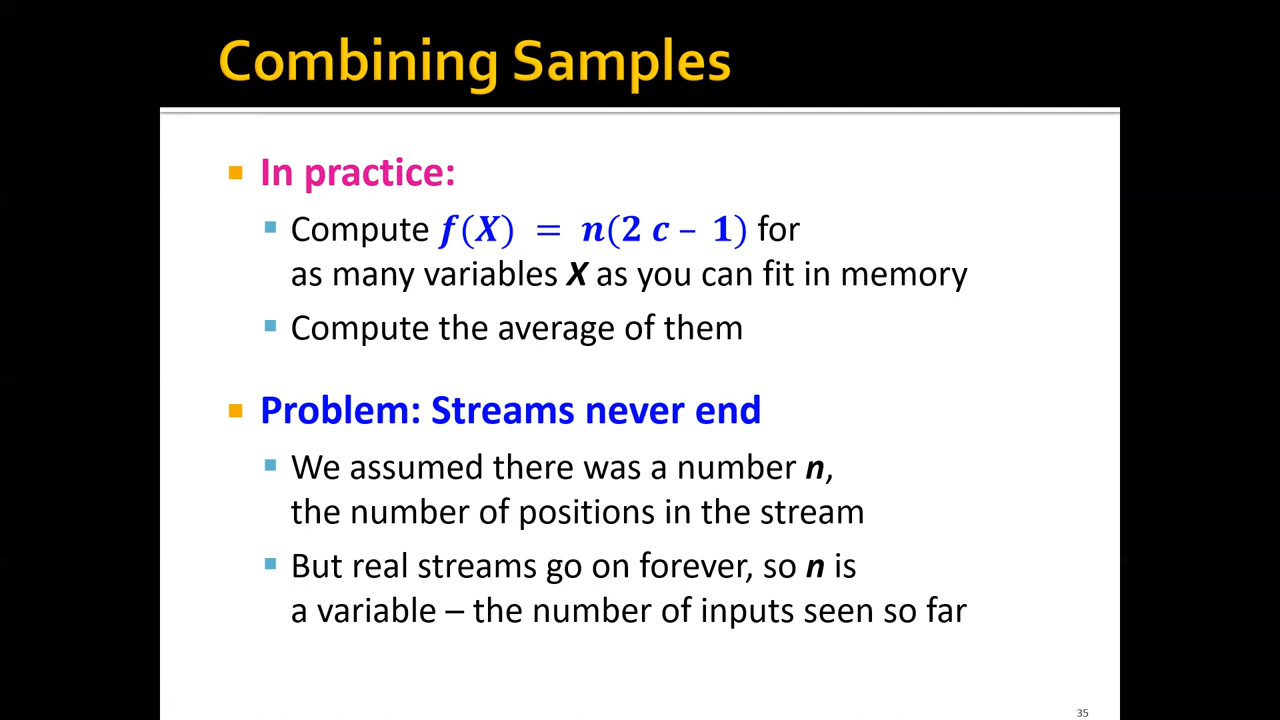 Combining Samples
In practice:
Compute f(X) = n(2 c – 1) for
as many variables X as you can fit in memory
Compute the average of them
Problem: Streams never end
We assumed there was a number n,
the number of positions in the stream
But real streams go on forever, so n is
a variable – the number of inputs seen so far
35